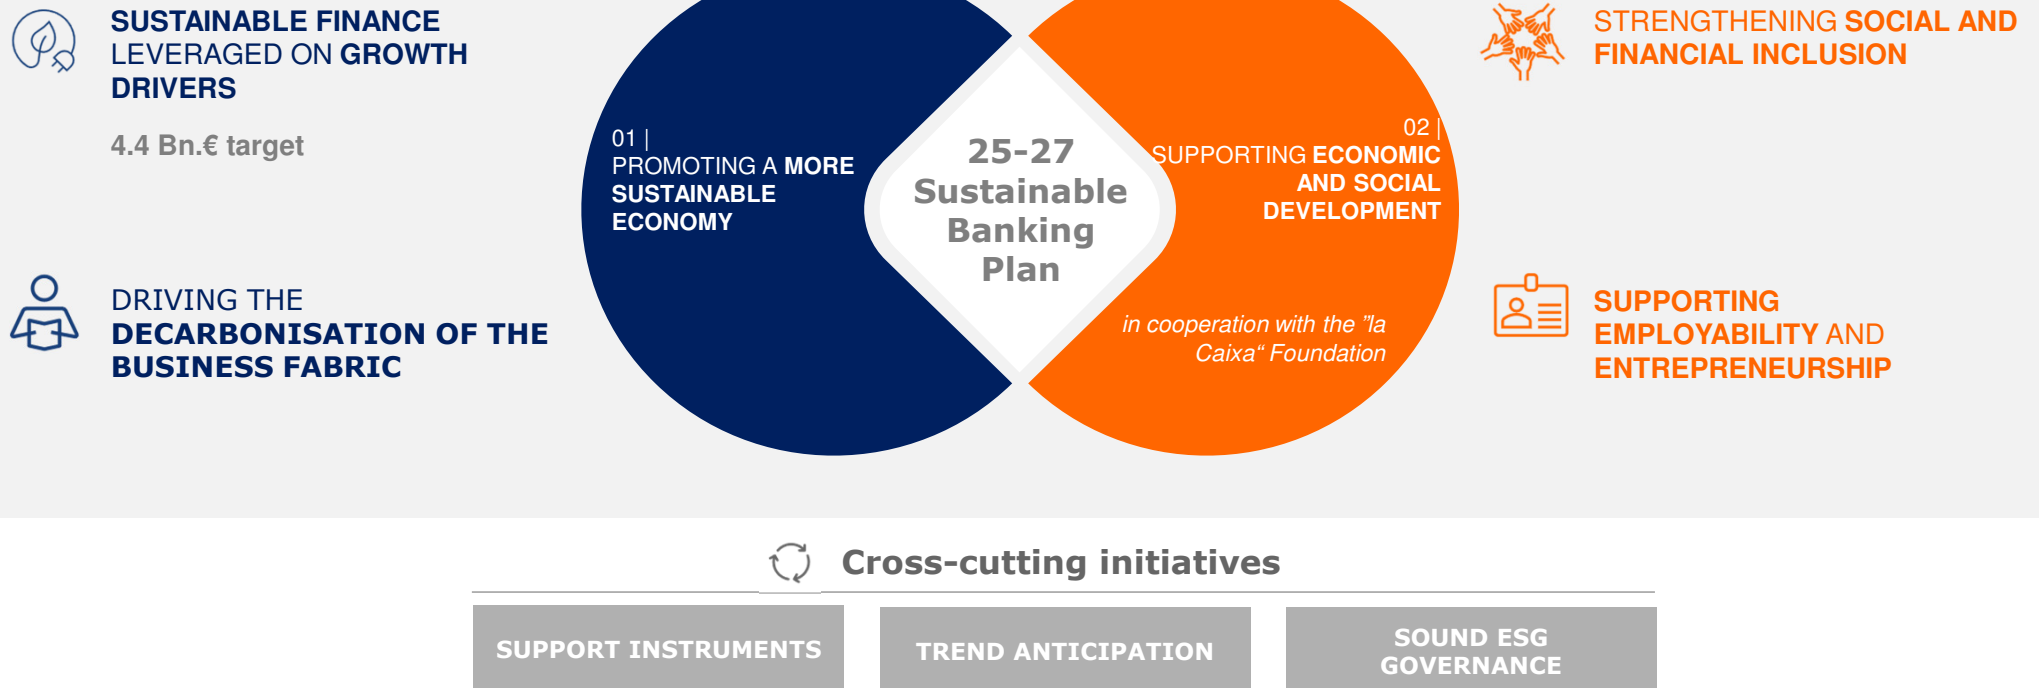 SUSTAINABLE FINANCE
LEVERAGED ON GROWTH
DRIVERS
4.4 Bn.€ target
DRIVING THE
DECARBONISATION OF THE
BUSINESS FABRIC
01 |
PROMOTING A MORE
SUSTAINABLE
ECONOMY
25-27
Sustainable
Banking
Plan
02 |
SUPPORTING ECONOMIC
AND SOCIAL
DEVELOPMENT
in cooperation with the "la
Caixa“ Foundation
STRENGTHENING SOCIAL AND
FINANCIAL INCLUSION
SUPPORTING
EMPLOYABILITY AND
ENTREPRENEURSHIP
Cross-cutting initiatives
SUPPORT INSTRUMENTS
TREND ANTICIPATION
SOUND ESG
GOVERNANCE